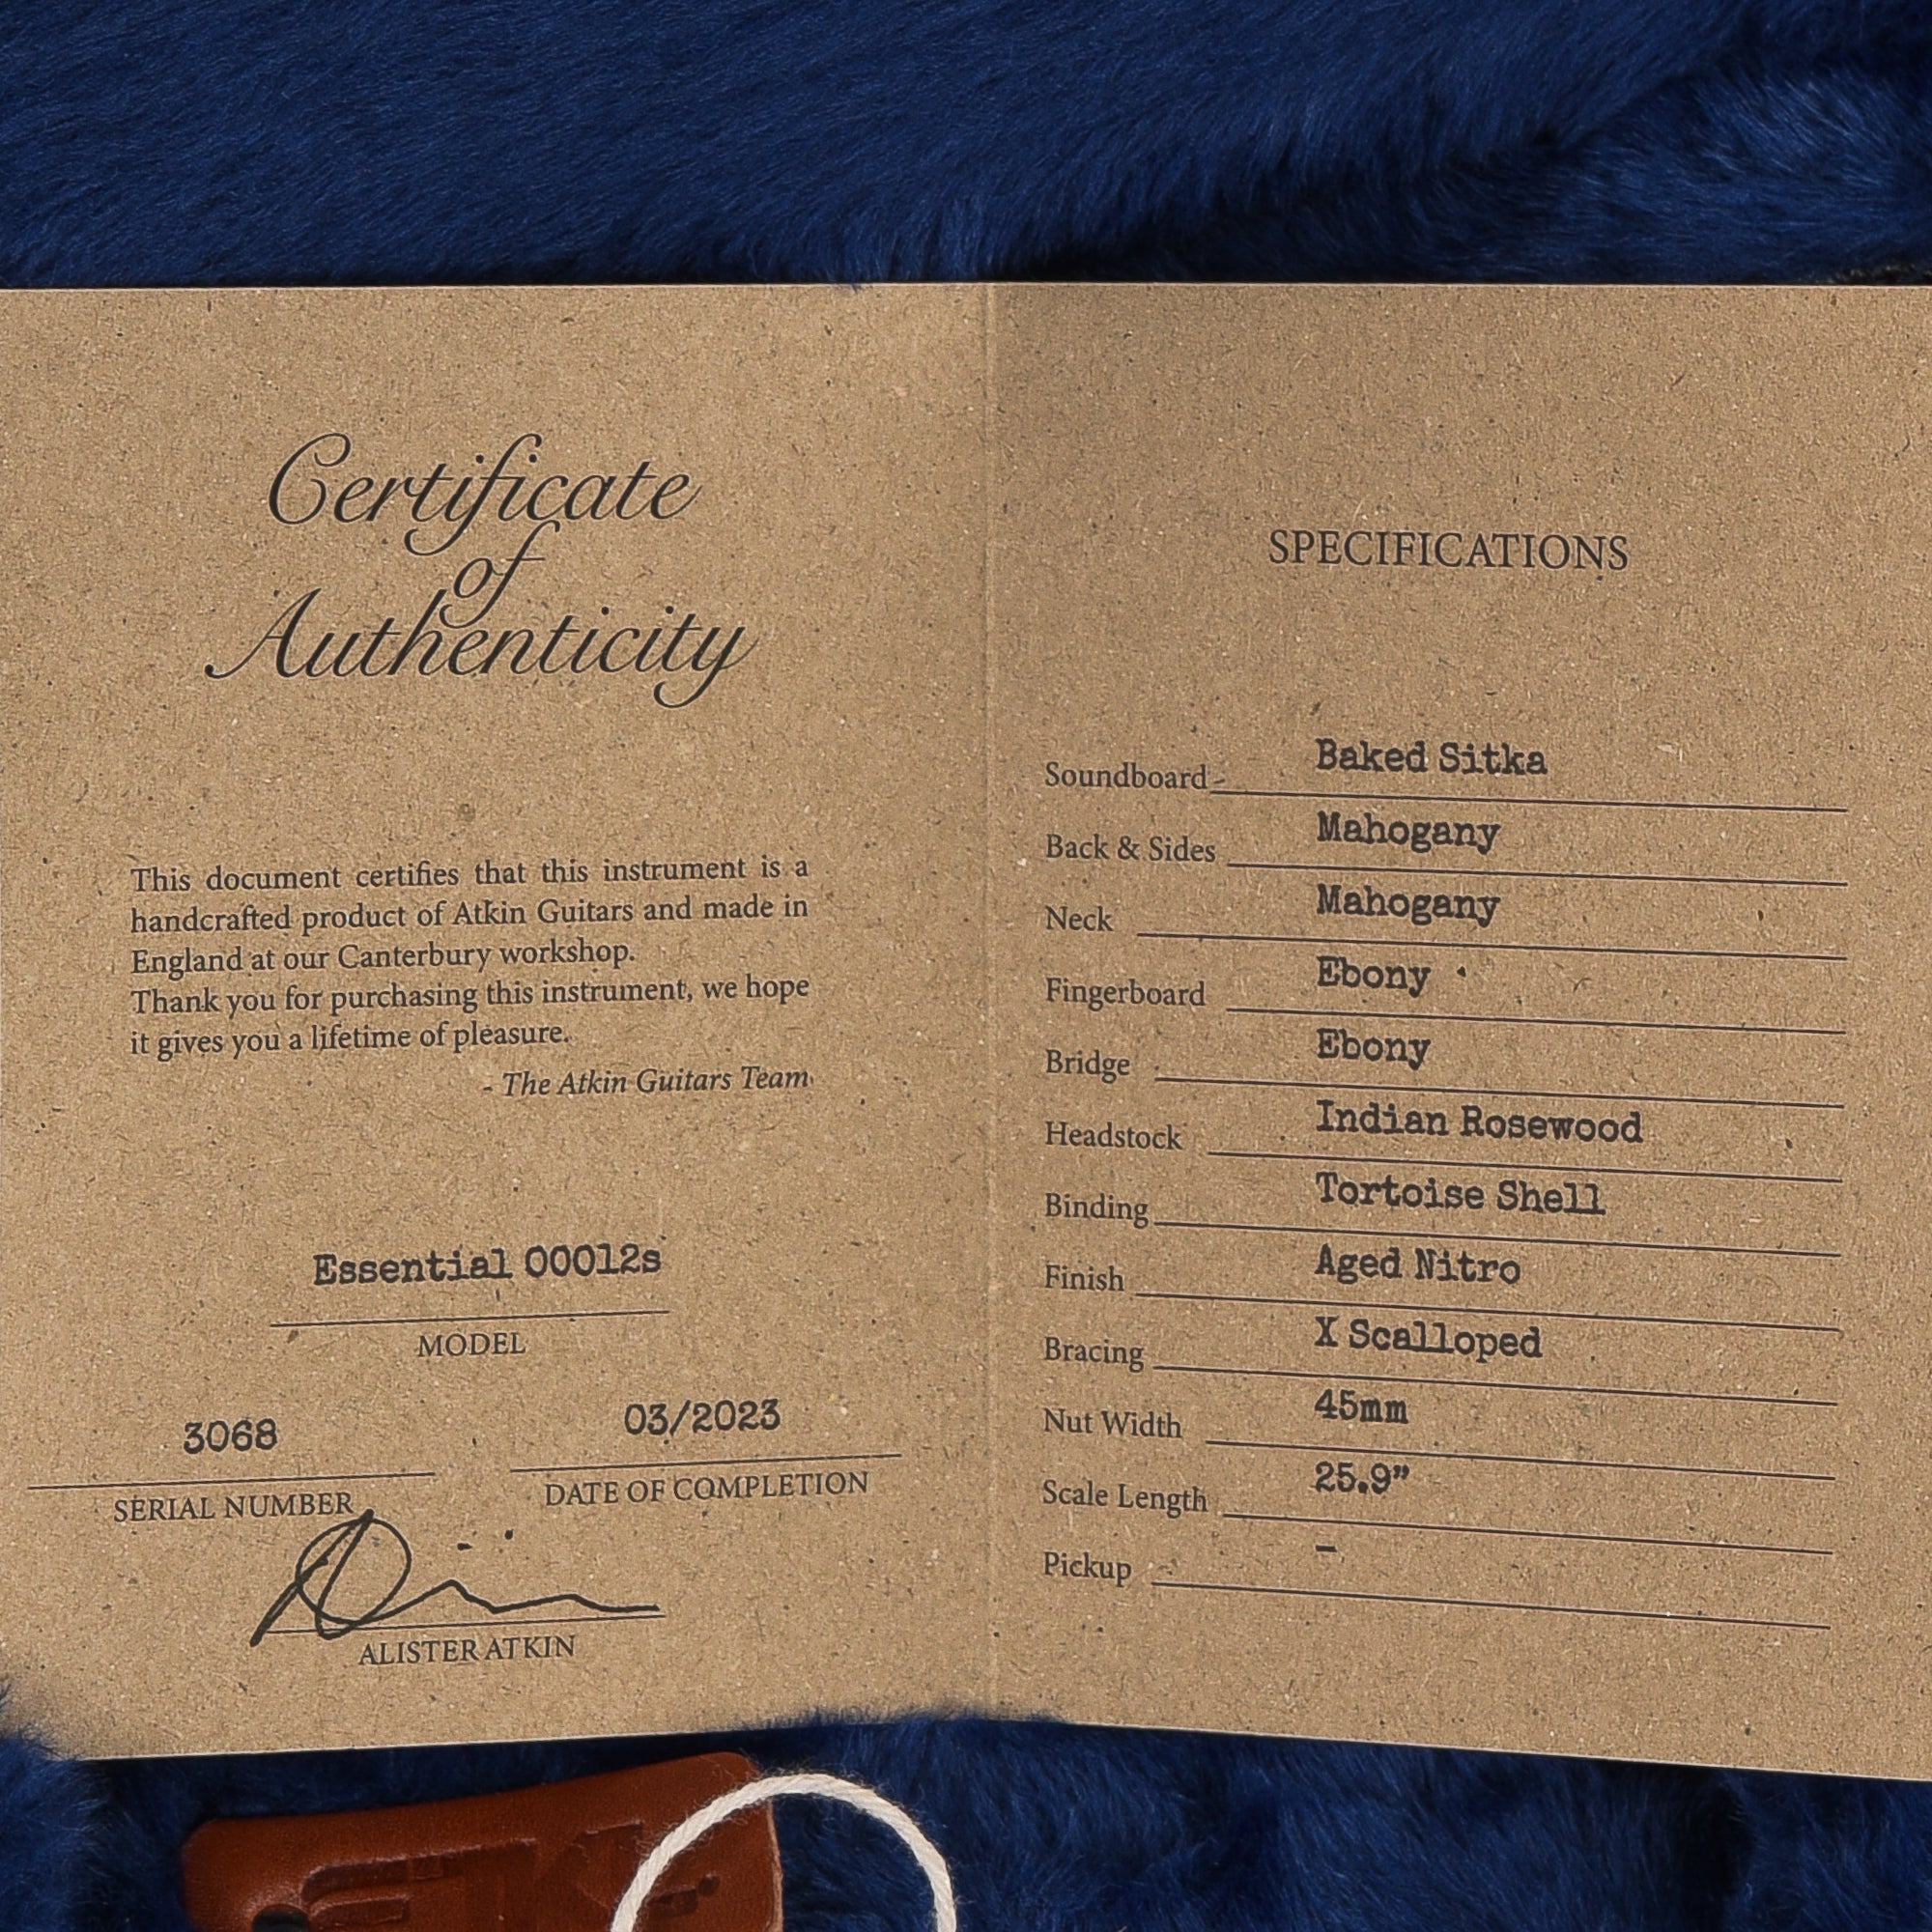 Certificate
of
Authenticity
This document certifies that this instrument is a
handcrafted product of Atkin Guitars and made in
England at our Canterbury workshop.
Thank you for purchasing this instrument, we hope
it gives you a lifetime of pleasure.
- The Atkin Guitars Team
Essential 00012s
MODEL
3068
SERIAL NUMBER
03/2023
DATE OF COMPLETION
ALISTER ATKIN
SPECIFICATIONS
Soundboard Baked Sitka
Back & Sides Mahogany
Neck Mahogany
Fingerboard Ebony
Bridge Ebony
Headstock Indian Rosewood
Binding Tortoise Shell
Finish Aged Nitro
Bracing X Scalloped
Nut Width 45mm
Scale Length 25.9”
Pickup -